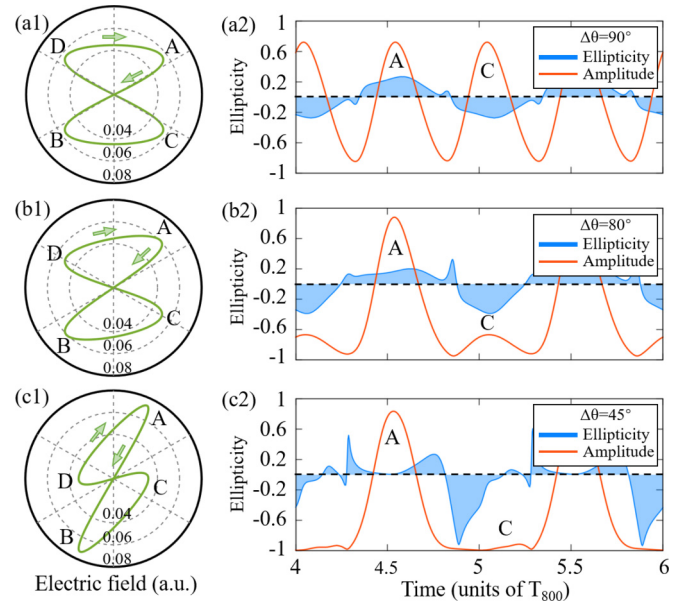 (a1)
D
A
B
C
0.04
0.06
0.08
(a2)
Ellipticity
1
0.6
0.2
-0.2
-0.6
-1
A
C
Δθ=90°
Ellipticity
Amplitude
(b1)
A
D
C
B
0.04
0.06
0.08
(b2)
Ellipticity
1
0.6
0.2
-0.2
-0.6
-1
A
C
Δθ=80°
Ellipticity
Amplitude
(c1)
A
D
C
B
0.04
0.06
0.08
Electric field (a.u.)
(c2)
Ellipticity
1
0.6
0.2
-0.2
-0.6
-1
A
C
Δθ=45°
Ellipticity
Amplitude
4
4.5
5
5.5
6
Time (units of T800)